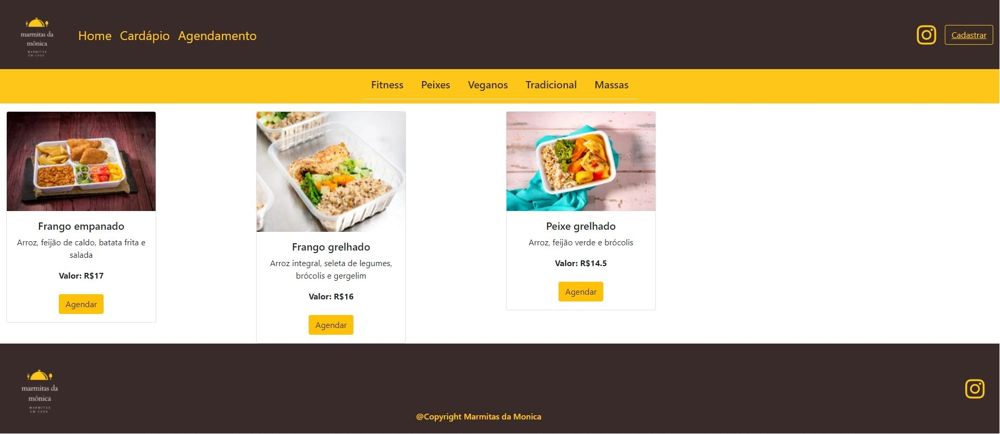 marmitas da
mônica
MARMITAS
EM CASA
Home Cardápio Agendamento
Cadastrar
Fitness Peixes Veganos Tradicional Massas
Frango empanado
Arroz, feijão de caldo, batata frita e
salada
Valor: R$17
Agendar
Frango grelhado
Arroz integral, seleta de legumes,
brócolis e gergelim
Valor: R$16
Agendar
Peixe grelhado
Arroz, feijão verde e brócolis
Valor: R$14.5
Agendar
marmitas da
mônica
MARMITAS
EM CASA
@Copyright Marmitas da Monica